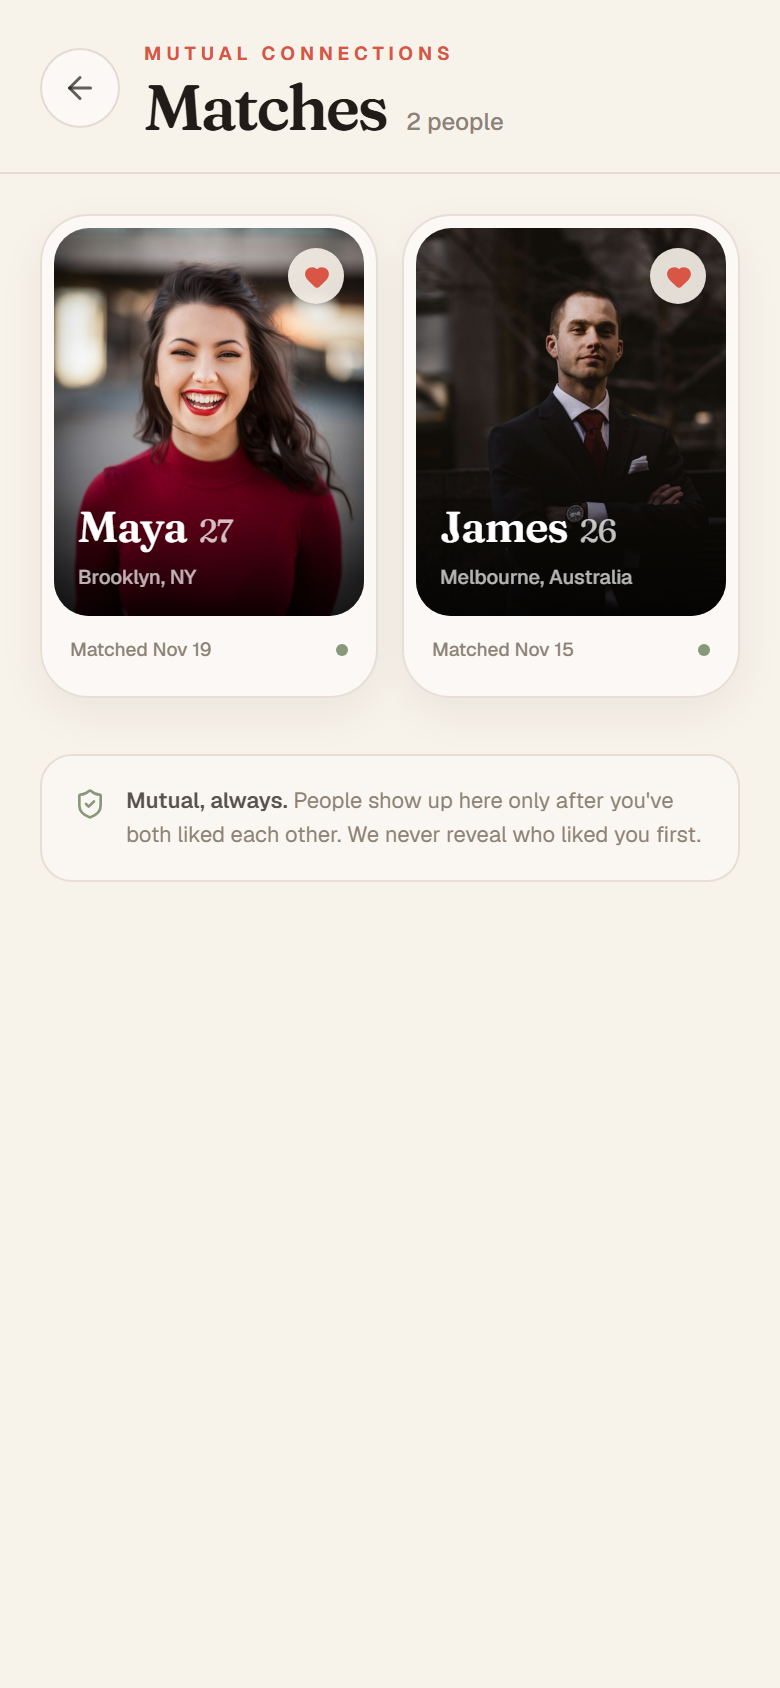 MUTUAL CONNECTIONS
Matches 2 people
Maya 27
Brooklyn, NY
Matched Nov 19
James 26
Melbourne, Australia
Matched Nov 15
Mutual, always. People show up here only after you've
both liked each other. We never reveal who liked you first.